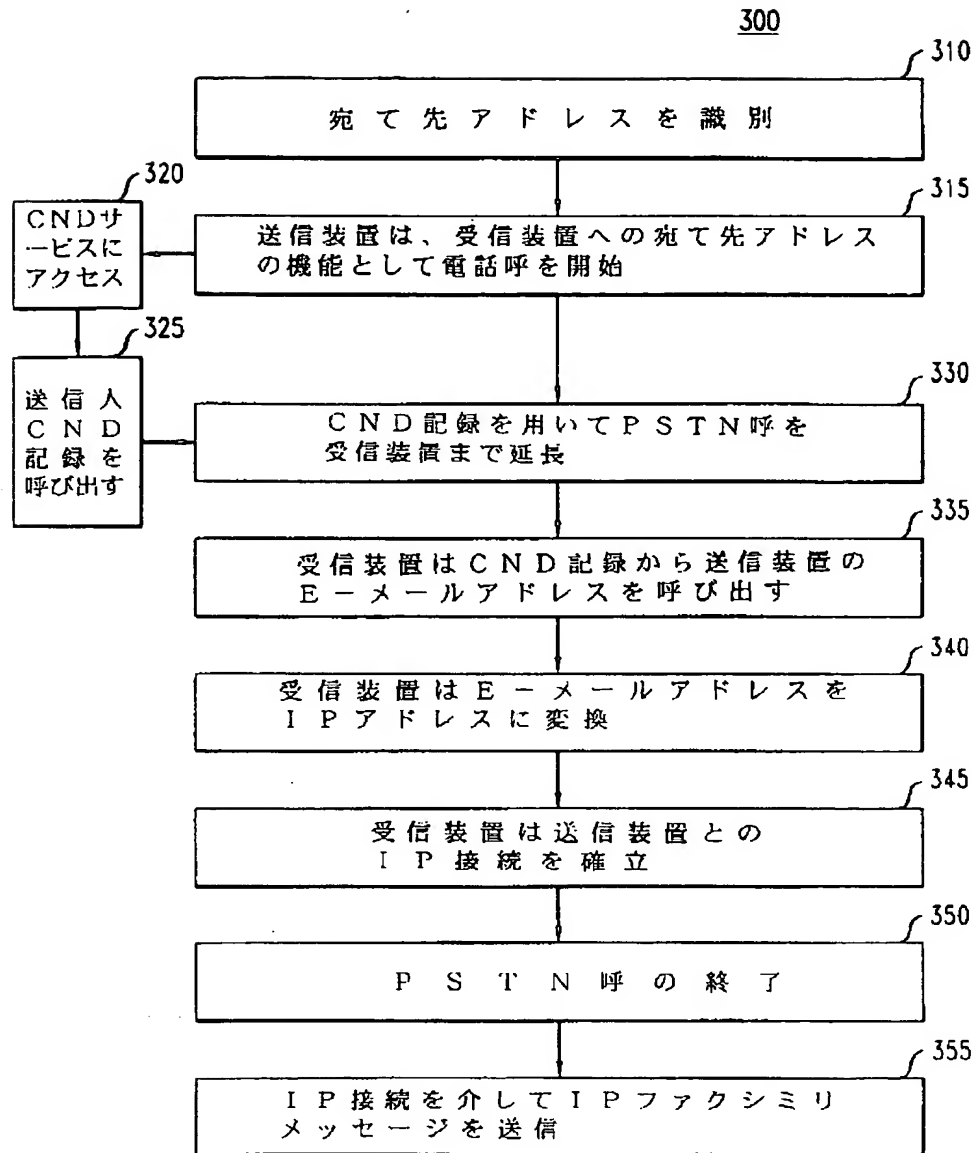 300
310
宛て先アドレスを識別
320
315
CNDサ
ービスに
アクセス
送信装置は、受信装置への宛て先アドレス
の機能として電話呼を開始
325
330
送信人
CND
記録を
呼び出す
CND記録を用いてPSTN呼を
受信装置まで延長
335
受信装置はCND記録から送信装置の
E－メールアドレスを呼び出す
340
受信装置はE－メールアドレスを
IPアドレスに変換
345
受信装置は送信装置との
IP接続を確立
350
PSTN呼の終了
355
IP接続を介してIPファクシミリ
メッセージを送信